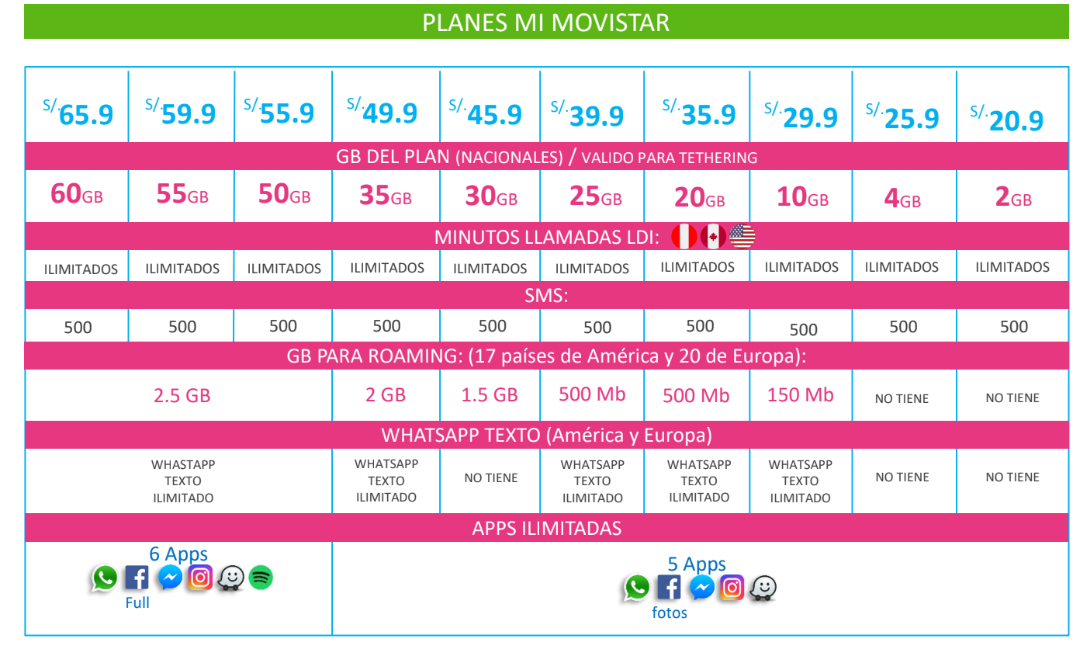 PLANES MI MOVISTAR
S/.65.9 S/.59.9 S/.55.9 S/.49.9 S/.45.9 S/.39.9 S/.35.9 S/.29.9 S/.25.9 S/.20.9
GB DEL PLAN (NACIONALES) / VALIDO PARA TETHERING
60GB 55GB 50GB 35GB 30GB 25GB 20GB 10GB 4GB 2GB
MINUTOS LLAMADAS LDI:
ILIMITADOS ILIMITADOS ILIMITADOS ILIMITADOS ILIMITADOS ILIMITADOS ILIMITADOS ILIMITADOS ILIMITADOS ILIMITADOS
SMS:
500 500 500 500 500 500 500 500 500 500
GB PARA ROAMING: (17 países de América y 20 de Europa):
2.5 GB 2 GB 1.5 GB 500 Mb 500 Mb 150 Mb NO TIENE NO TIENE
WHATSAPP TEXTO (América y Europa)
WHASTAPP
TEXTO
ILIMITADO
WHATSAPP
TEXTO
ILIMITADO
NO TIENE
WHATSAPP
TEXTO
ILIMITADO
WHATSAPP
TEXTO
ILIMITADO
WHATSAPP
TEXTO
ILIMITADO
NO TIENE
NO TIENE
APPS ILIMITADAS
6 Apps
Full
5 Apps
fotos